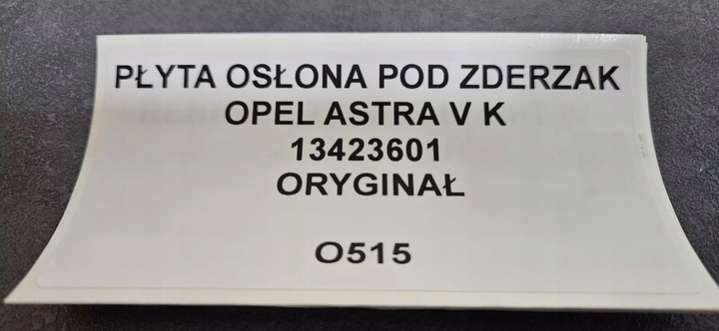 PŁYTA OSŁONA POD ZDERZAK
OPEL ASTRA V K
13423601
ORYGINAŁ
O515